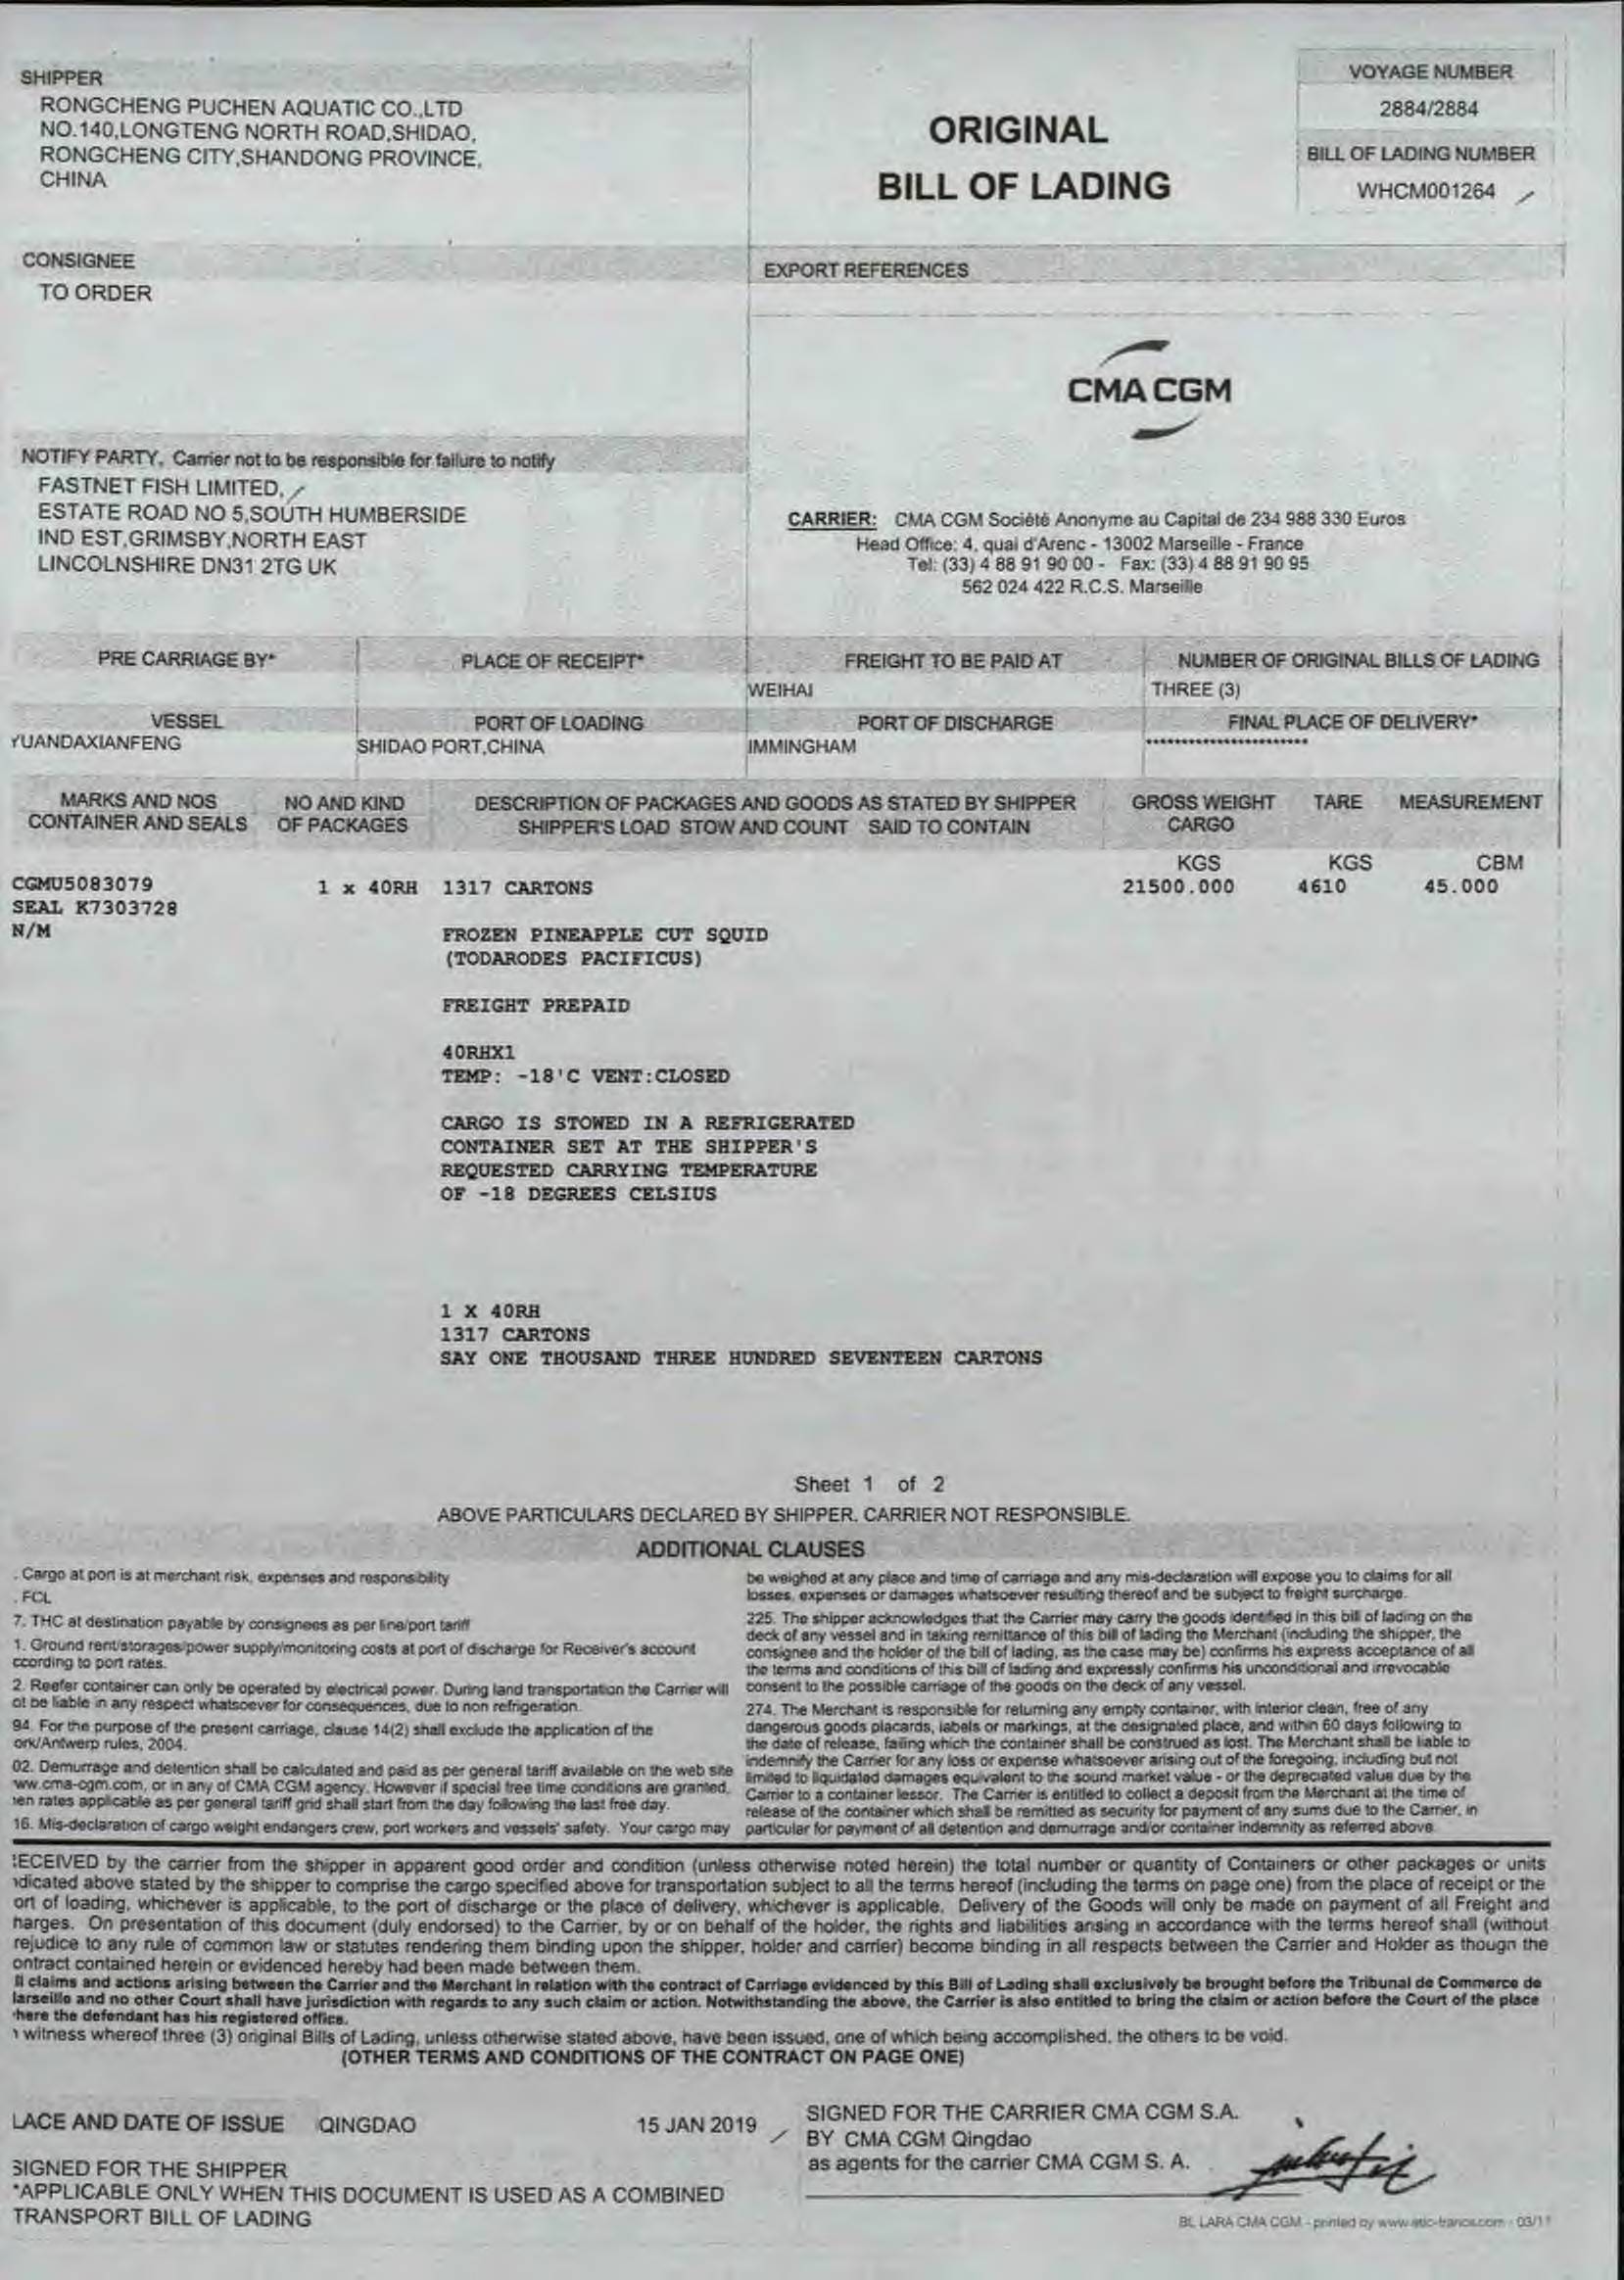 SHIPPER
RONGCHENG PUCHEN AQUATIC CO.,LTD
NO.140,LONGTENG NORTH ROAD,SHIDAO,
RONGCHENG CITY,SHANDONG PROVINCE,
CHINA
ORIGINAL
BILL OF LADING
VOYAGE NUMBER
2884/2884
BILL OF LADING NUMBER
WHCM001264
CONSIGNEE
TO ORDER
EXPORT REFERENCES
CMA CGM
NOTIFY PARTY, Carrier not to be responsible for failure to notify
FASTNET FISH LIMITED,
ESTATE ROAD NO 5,SOUTH HUMBERSIDE
IND EST,GRIMSBY,NORTH EAST
LINCOLNSHIRE DN31 2TG UK
CARRIER: CMA CGM Société Anonyme au Capital de 234 988 330 Euros
Head Office: 4, quai d'Arenc - 13002 Marseille - France
Tel: (33) 4 88 91 90 00 - Fax: (33) 4 88 91 90 95
562 024 422 R.C.S. Marseille
PRE CARRIAGE BY* PLACE OF RECEIPT* FREIGHT TO BE PAID AT NUMBER OF ORIGINAL BILLS OF LADING
WEIHAI THREE (3)
VESSEL PORT OF LOADING PORT OF DISCHARGE FINAL PLACE OF DELIVERY*
YUANDAXIANFENG SHIDAO PORT,CHINA IMMINGHAM ***********************
MARKS AND NOS NO AND KIND DESCRIPTION OF PACKAGES AND GOODS AS STATED BY SHIPPER GROSS WEIGHT TARE MEASUREMENT
CONTAINER AND SEALS OF PACKAGES SHIPPER'S LOAD STOW AND COUNT SAID TO CONTAIN CARGO
KGS KGS CBM
CGMU5083079 1 x 40RH 1317 CARTONS 21500.000 4610 45.000
SEAL K7303728
N/M
FROZEN PINEAPPLE CUT SQUID
(TODARODES PACIFICUS)
FREIGHT PREPAID
40RHX1
TEMP: -18'C VENT:CLOSED
CARGO IS STOWED IN A REFRIGERATED
CONTAINER SET AT THE SHIPPER'S
REQUESTED CARRYING TEMPERATURE
OF -18 DEGREES CELSIUS
1 X 40RH
1317 CARTONS
SAY ONE THOUSAND THREE HUNDRED SEVENTEEN CARTONS
Sheet 1 of 2
ABOVE PARTICULARS DECLARED BY SHIPPER. CARRIER NOT RESPONSIBLE.
ADDITIONAL CLAUSES
. Cargo at port is at merchant risk, expenses and responsibility
. FCL
7. THC at destination payable by consignees as per line/port tariff
1. Ground rent/storages/power supply/monitoring costs at port of discharge for Receiver's account
ccording to port rates.
2. Reefer container can only be operated by electrical power. During land transportation the Carrier will
ot be liable in any respect whatsoever for consequences, due to non refrigeration.
94. For the purpose of the present carriage, clause 14(2) shall exclude the application of the
ork/Antwerp rules, 2004.
02. Demurrage and detention shall be calculated and paid as per general tariff available on the web site
ww.cma-cgm.com, or in any of CMA CGM agency. However if special free time conditions are granted,
en rates applicable as per general tariff grid shall start from the day following the last free day.
16. Mis-declaration of cargo weight endangers crew, port workers and vessels' safety. Your cargo may
be weighed at any place and time of carriage and any mis-declaration will expose you to claims for all
losses, expenses or damages whatsoever resulting thereof and be subject to freight surcharge.
225. The shipper acknowledges that the Carrier may carry the goods identified in this bill of lading on the
deck of any vessel and in taking remittance of this bill of lading the Merchant (including the shipper, the
consignee and the holder of the bill of lading, as the case may be) confirms his express acceptance of all
the terms and conditions of this bill of lading and expressly confirms his unconditional and irrevocable
consent to the possible carriage of the goods on the deck of any vessel.
274. The Merchant is responsible for returning any empty container, with interior clean, free of any
dangerous goods placards, labels or markings, at the designated place, and within 60 days following to
the date of release, failing which the container shall be construed as lost. The Merchant shall be liable to
indemnify the Carrier for any loss or expense whatsoever arising out of the foregoing, including but not
limited to liquidated damages equivalent to the sound market value - or the depreciated value due by the
Carrier to a container lessor. The Carrier is entitled to collect a deposit from the Merchant at the time of
release of the container which shall be remitted as security for payment of any sums due to the Carrier, in
particular for payment of all detention and demurrage and/or container indemnity as referred above
ECEIVED by the carrier from the shipper in apparent good order and condition (unless otherwise noted herein) the total number or quantity of Containers or other packages or units
dicated above stated by the shipper to comprise the cargo specified above for transportation subject to all the terms hereof (including the terms on page one) from the place of receipt or the
ort of loading, whichever is applicable, to the port of discharge or the place of delivery, whichever is applicable. Delivery of the Goods will only be made on payment of all Freight and
harges. On presentation of this document (duly endorsed) to the Carrier, by or on behalf of the holder, the rights and liabilities arising in accordance with the terms hereof shall (without
rejudice to any rule of common law or statutes rendering them binding upon the shipper, holder and carrier) become binding in all respects between the Carrier and Holder as though the
ontract contained herein or evidenced hereby had been made between them.
ll claims and actions arising between the Carrier and the Merchant in relation with the contract of Carriage evidenced by this Bill of Lading shall exclusively be brought before the Tribunal de Commerce de
larseille and no other Court shall have jurisdiction with regards to any such claim or action. Notwithstanding the above, the Carrier is also entitled to bring the claim or action before the Court of the place
here the defendant has his registered office.
witness whereof three (3) original Bills of Lading, unless otherwise stated above, have been issued, one of which being accomplished, the others to be void.
(OTHER TERMS AND CONDITIONS OF THE CONTRACT ON PAGE ONE)
LACE AND DATE OF ISSUE QINGDAO 15 JAN 2019
SIGNED FOR THE CARRIER CMA CGM S.A.
BY CMA CGM Qingdao
as agents for the carrier CMA CGM S. A.
SIGNED FOR THE SHIPPER
*APPLICABLE ONLY WHEN THIS DOCUMENT IS USED AS A COMBINED
TRANSPORT BILL OF LADING
BL LARA CMA CGM - printed by